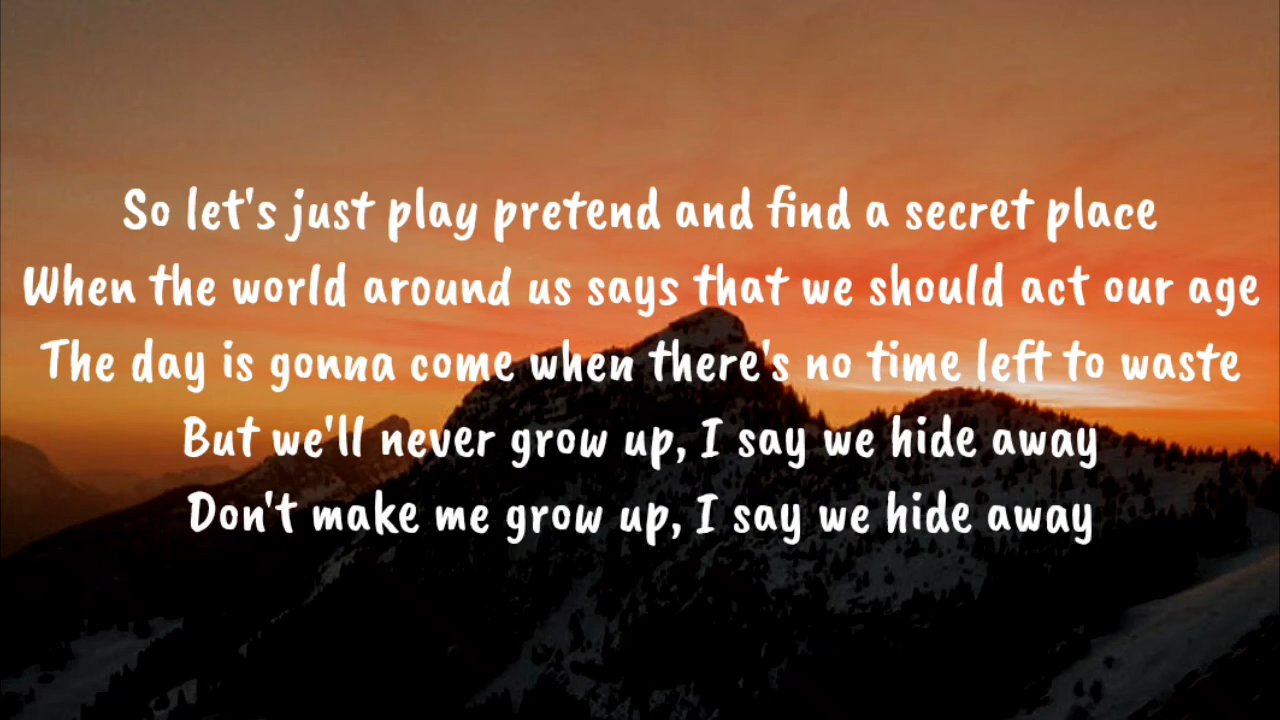 So let's just play pretend and find a secret place
When the world around us says that we should act our age
The day is gonna come when there's no time left to waste
But we'll never grow up, I say we hide away
Don't make me grow up, I say we hide away